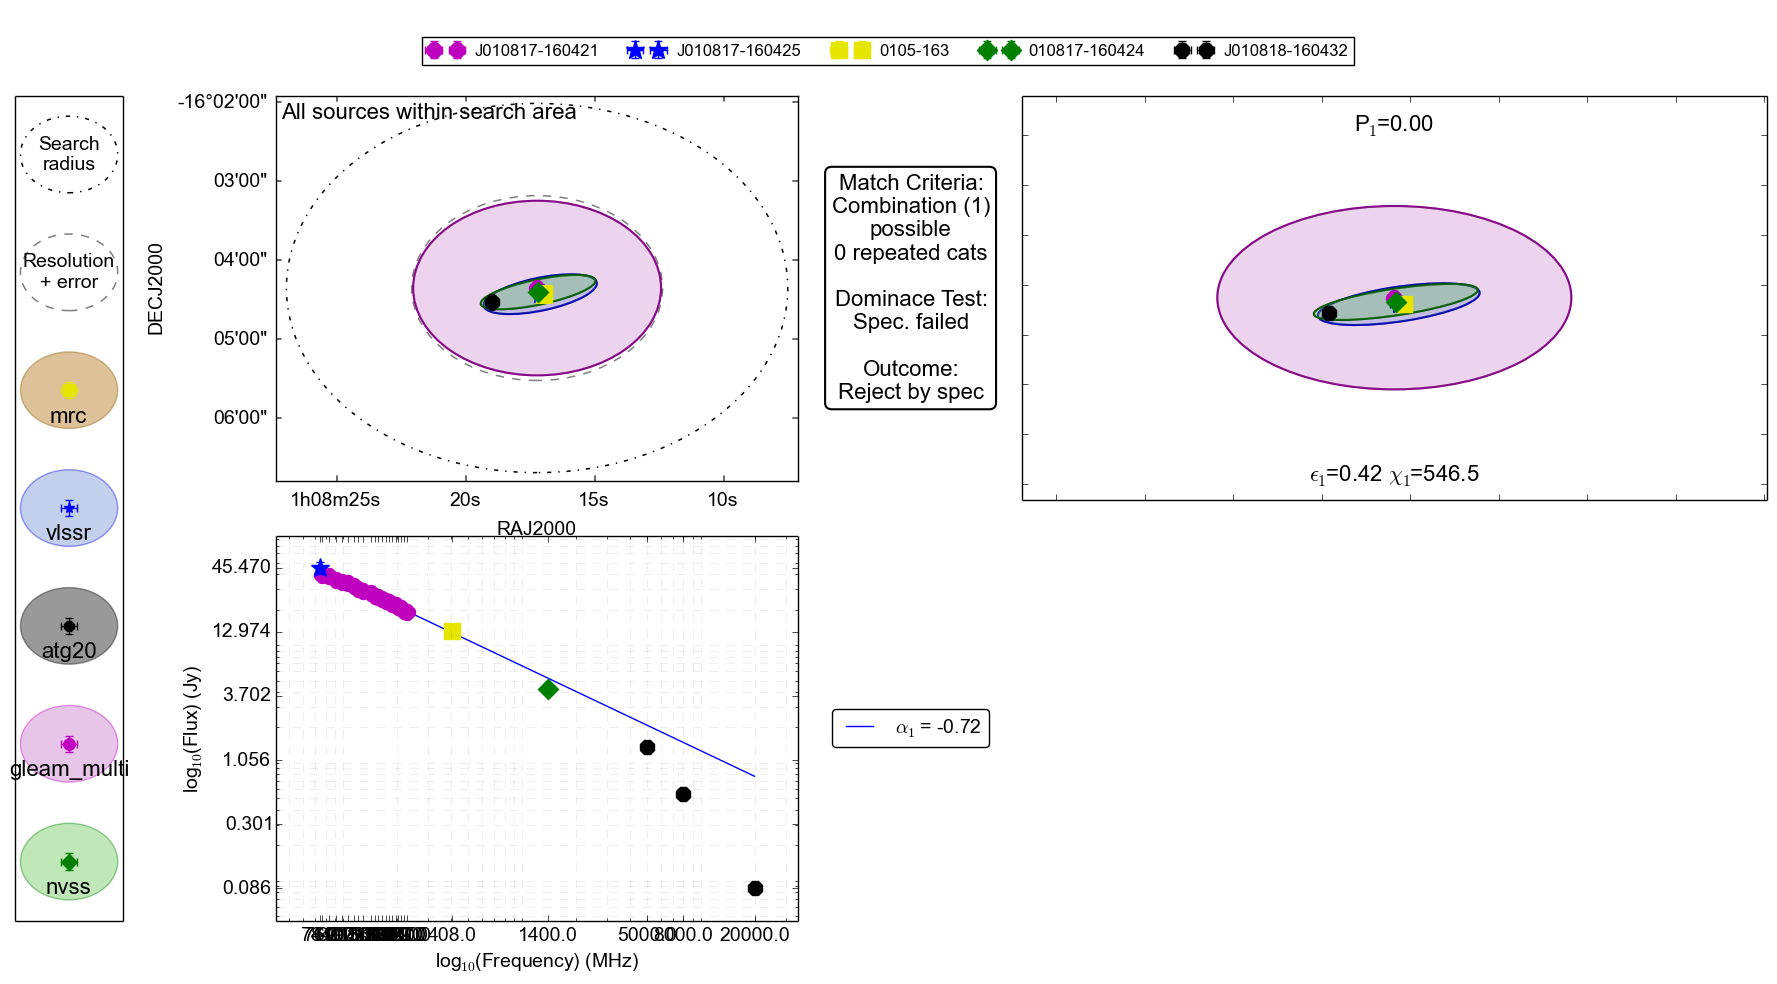 J010817-160421
J010817-160425
0105-163
010817-160424
J010818-160432
Search
radius
Resolution
+ error
mrc
vlssr
atg20
gleam_multi
nvss
All sources within search area
-16°02'00"
03'00"
04'00"
05'00"
06'00"
DECJ2000
1h08m25s
20s
15s
10s
RAJ2000
Match Criteria:
Combination (1)
possible
0 repeated cats
Dominace Test:
Spec. failed
Outcome:
Reject by spec
P₁=0.00
ϵ₁=0.42 χ₁=546.5
45.470
12.974
3.702
1.056
0.301
0.086
log₁₀(Flux) (Jy)
408.0
1400.0
5000.0
8000.0
20000.0
log₁₀(Frequency) (MHz)
α₁ = -0.72